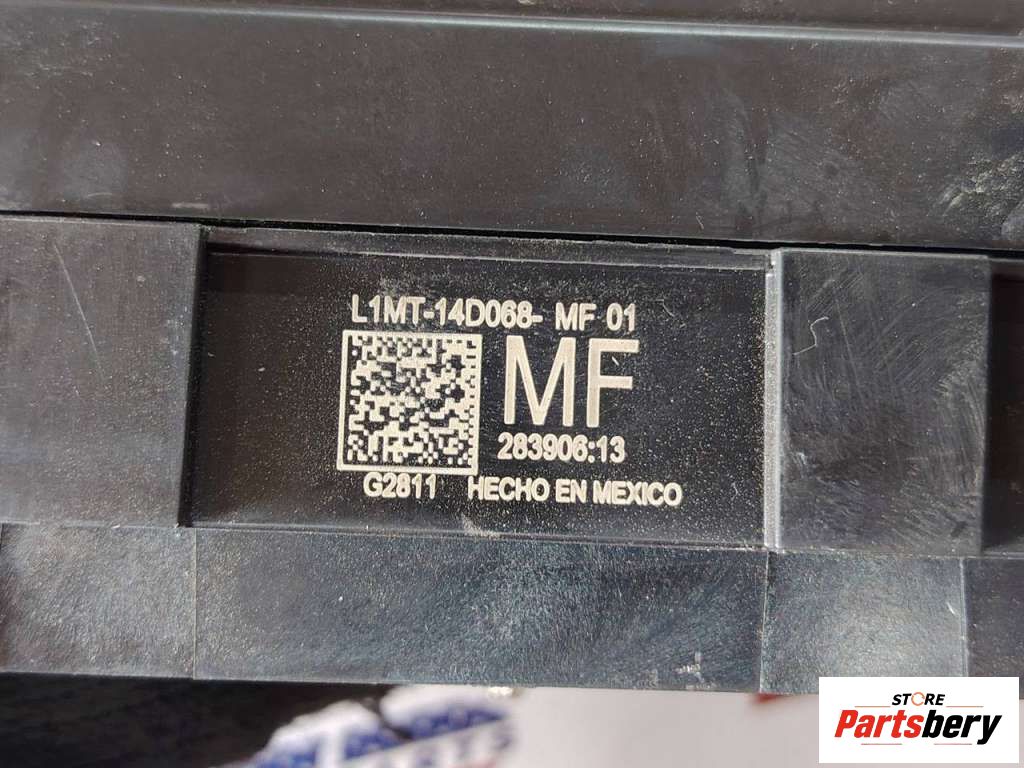 L1MT-14D068- MF 01
MF
283906:13
G2811 HECHO EN MEXICO
STORE
Partsbery